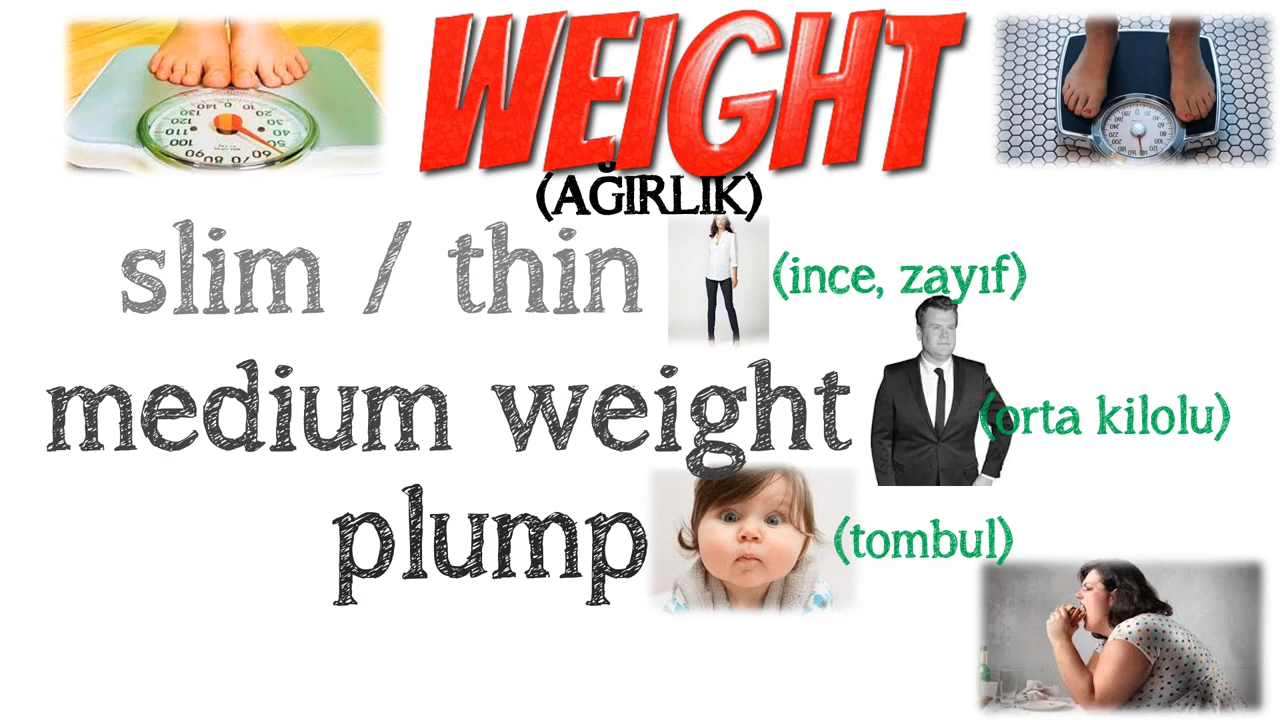 WEIGHT
(AĞIRLIK)
slim / thin (ince, zayıf)
medium weight (orta kilolu)
plump (tombul)